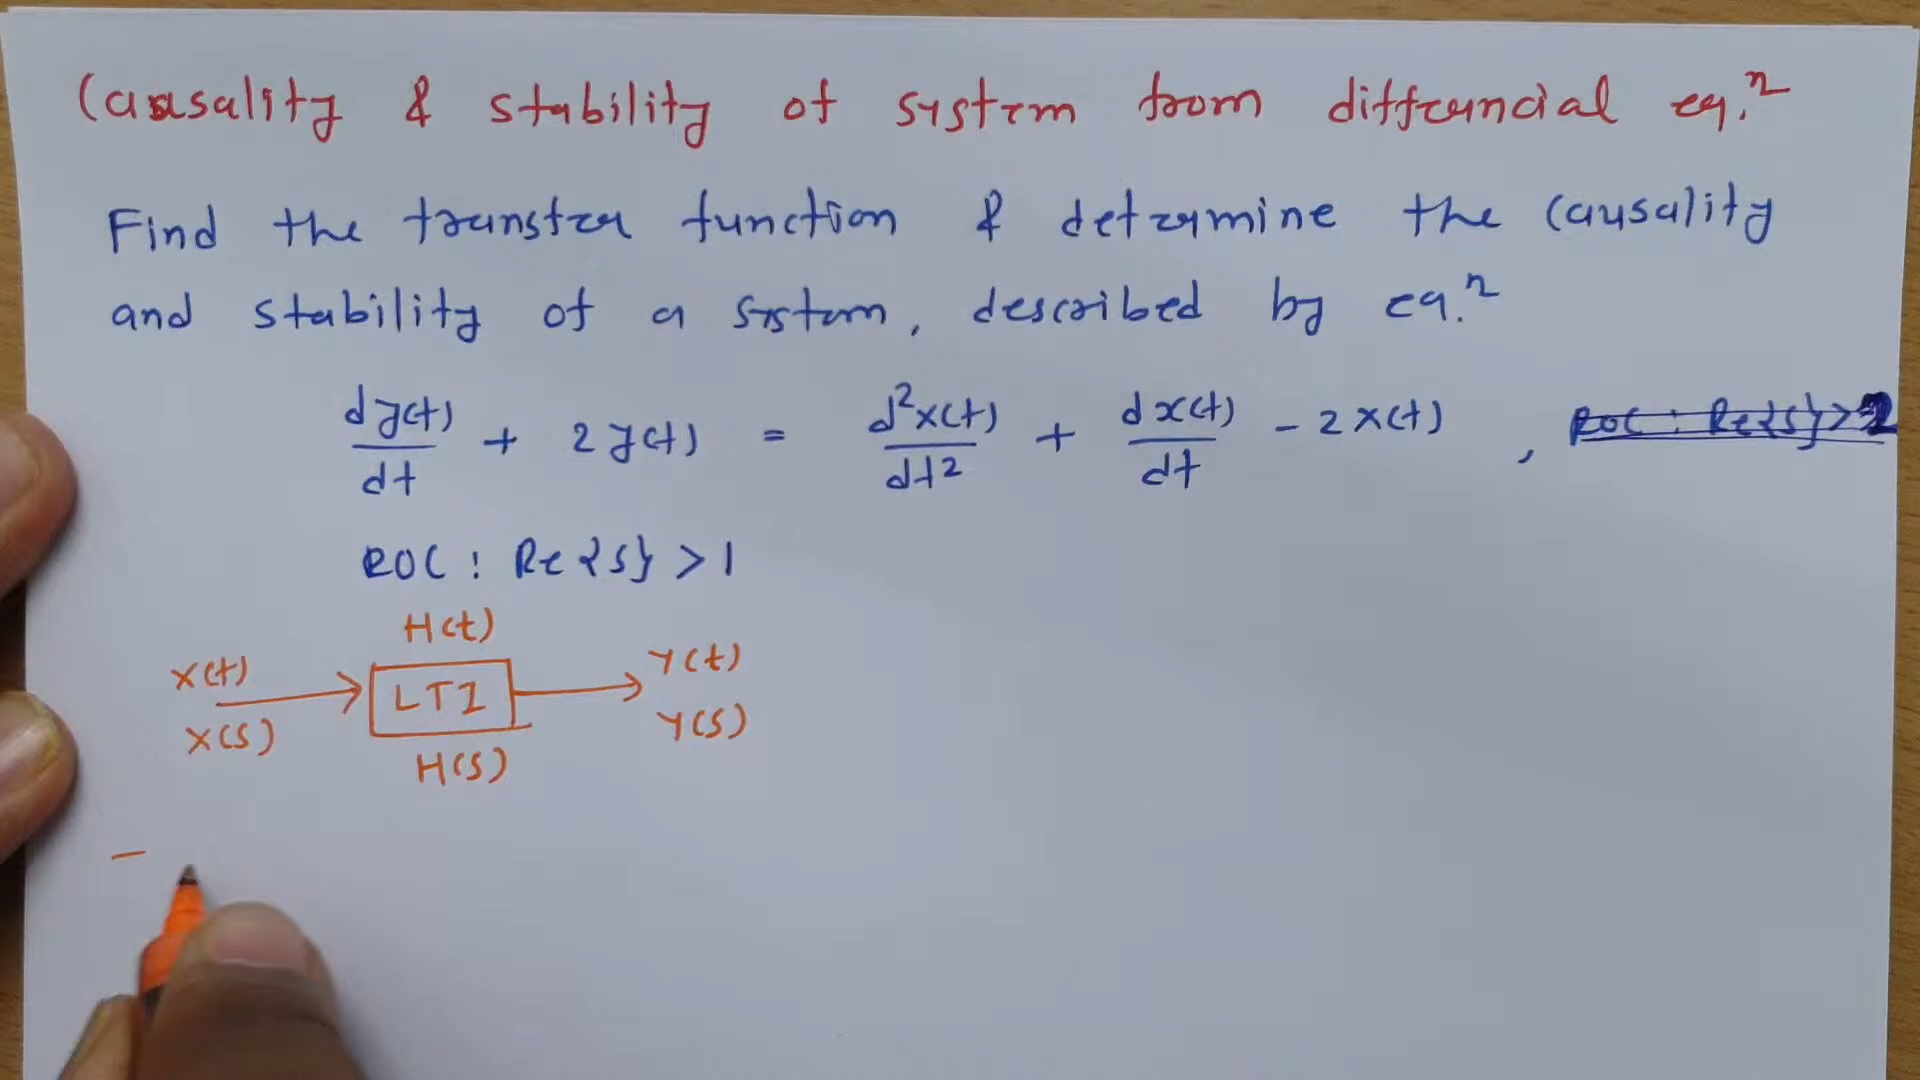 Causality & stability of system from differencial eq.ⁿ
Find the transfer function & determine the causality
and stability of a system, described by eq.ⁿ
dy(t)/dt + 2y(t) = d²x(t)/dt² + dx(t)/dt - 2x(t) , ROC : Re{s} > 2
ROC : Re{s} > 1
H(t)
x(t) LTI Y(t)
X(s) Y(s)
H(s)